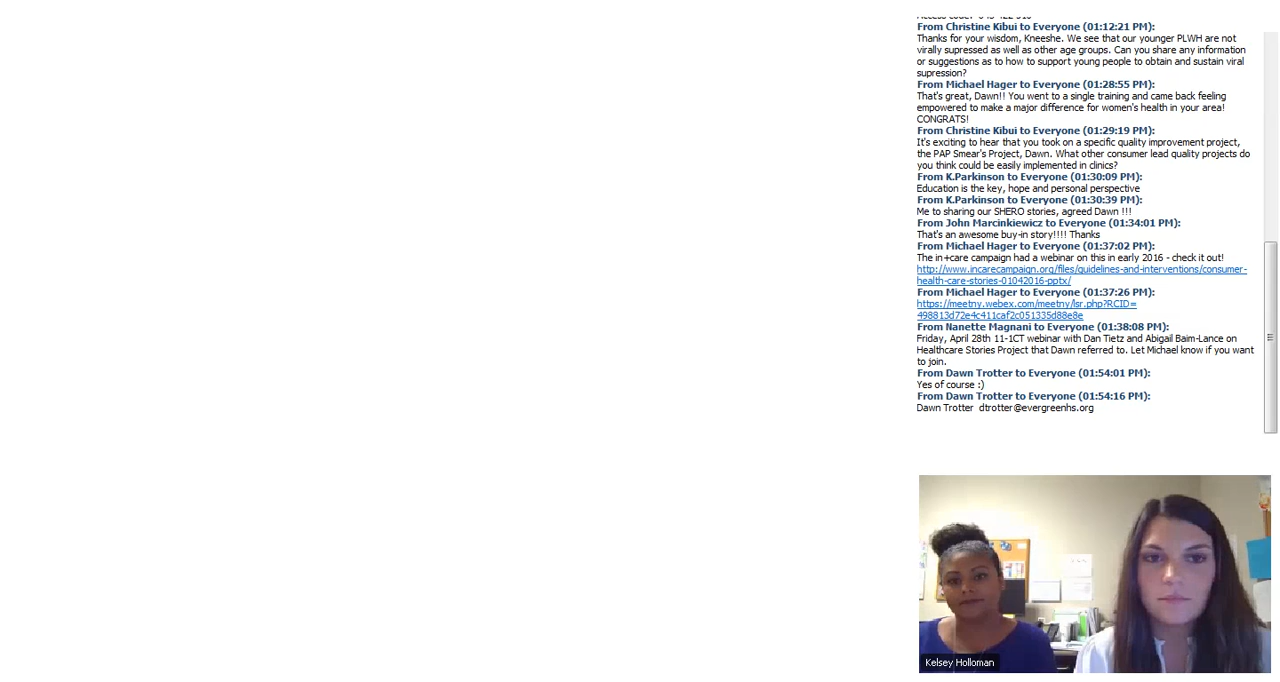 From Christine Kibui to Everyone (01:12:21 PM):
Thanks for your wisdom, Kneeshe. We see that our younger PLWH are not
virally supressed as well as other age groups. Can you share any information
or suggestions as to how to support young people to obtain and sustain viral
supression?
From Michael Hager to Everyone (01:28:55 PM):
That's great, Dawn!! You went to a single training and came back feeling
empowered to make a major difference for women's health in your area!
CONGRATS!
From Christine Kibui to Everyone (01:29:19 PM):
It's exciting to hear that you took on a specific quality improvement project,
the PAP Smear's Project, Dawn. What other consumer lead quality projects do
you think could be easily implemented in clinics?
From K.Parkinson to Everyone (01:30:09 PM):
Education is the key, hope and personal perspective
From K.Parkinson to Everyone (01:30:39 PM):
Me to sharing our SHERO stories, agreed Dawn !!!
From John Marcinkiewicz to Everyone (01:34:01 PM):
That's an awesome buy-in story!!!! Thanks
From Michael Hager to Everyone (01:37:02 PM):
The in+care campaign had a webinar on this in early 2016 - check it out!
http://www.incarecampaign.org/files/guidelines-and-interventions/consumer-
health-care-stories-01042016-pptx/
From Michael Hager to Everyone (01:37:26 PM):
https://meetny.webex.com/meetny/lsr.php?RCID=
498813d72e4c411caf2c051335d88e8e
From Nanette Magnani to Everyone (01:38:08 PM):
Friday, April 28th 11-1CT webinar with Dan Tietz and Abigail Baim-Lance on
Healthcare Stories Project that Dawn referred to. Let Michael know if you want
to join.
From Dawn Trotter to Everyone (01:54:01 PM):
Yes of course :)
From Dawn Trotter to Everyone (01:54:16 PM):
Dawn Trotter  dtrotter@evergreenhs.org
Kelsey Holloman